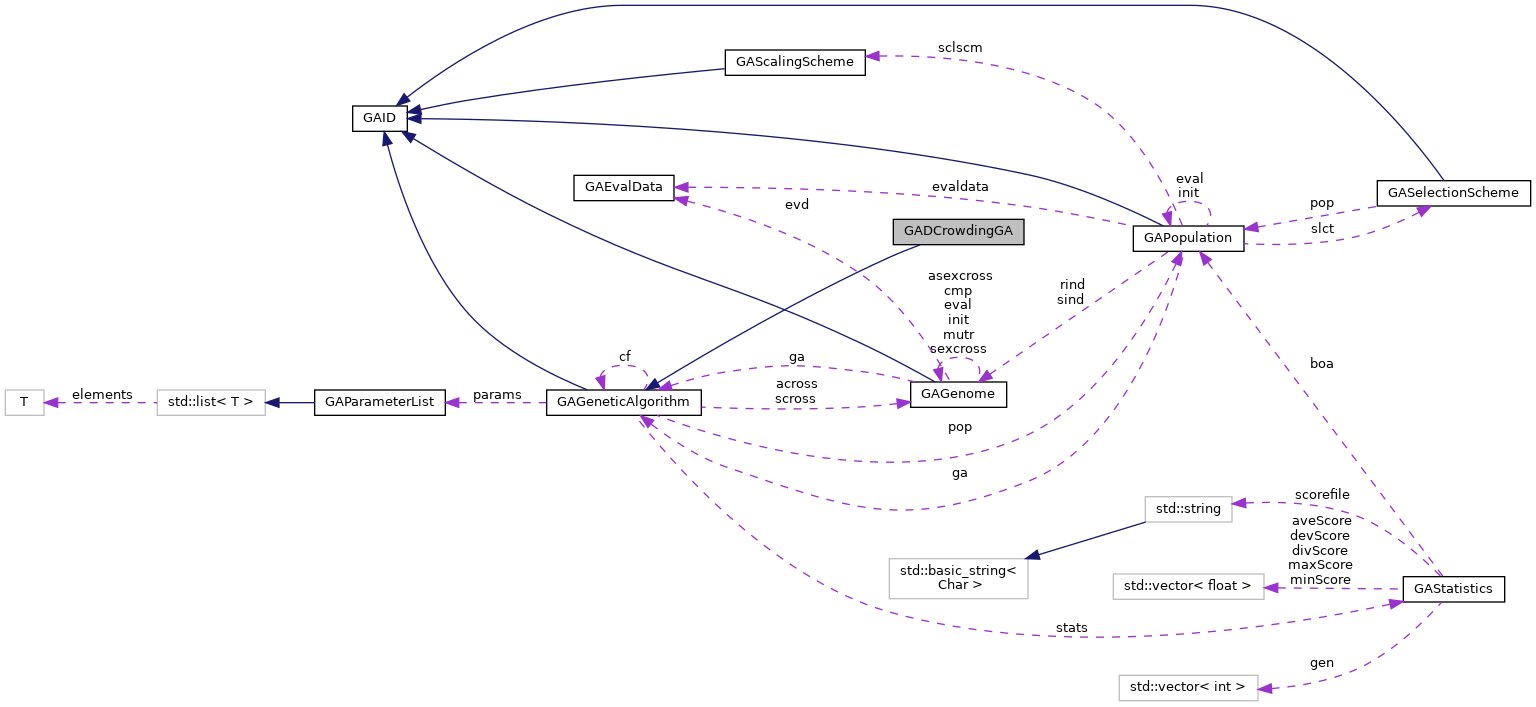 sclscm
GAScalingScheme
GAID
GAEvalData
evaldata
eval
init
GASelectionScheme
evd
pop
GADCrowdingGA
slct
GAPopulation
asexcross
cmp
eval
init
mutr
sexcross
rind
sind
cf
ga
boa
T
elements
std::list< T >
GAParameterList
params
GAGeneticAlgorithm
across
scross
GAGenome
pop
ga
scorefile
std::string
aveScore
devScore
divScore
maxScore
minScore
std::basic_string<
Char >
std::vector< float >
GAStatistics
stats
gen
std::vector< int >